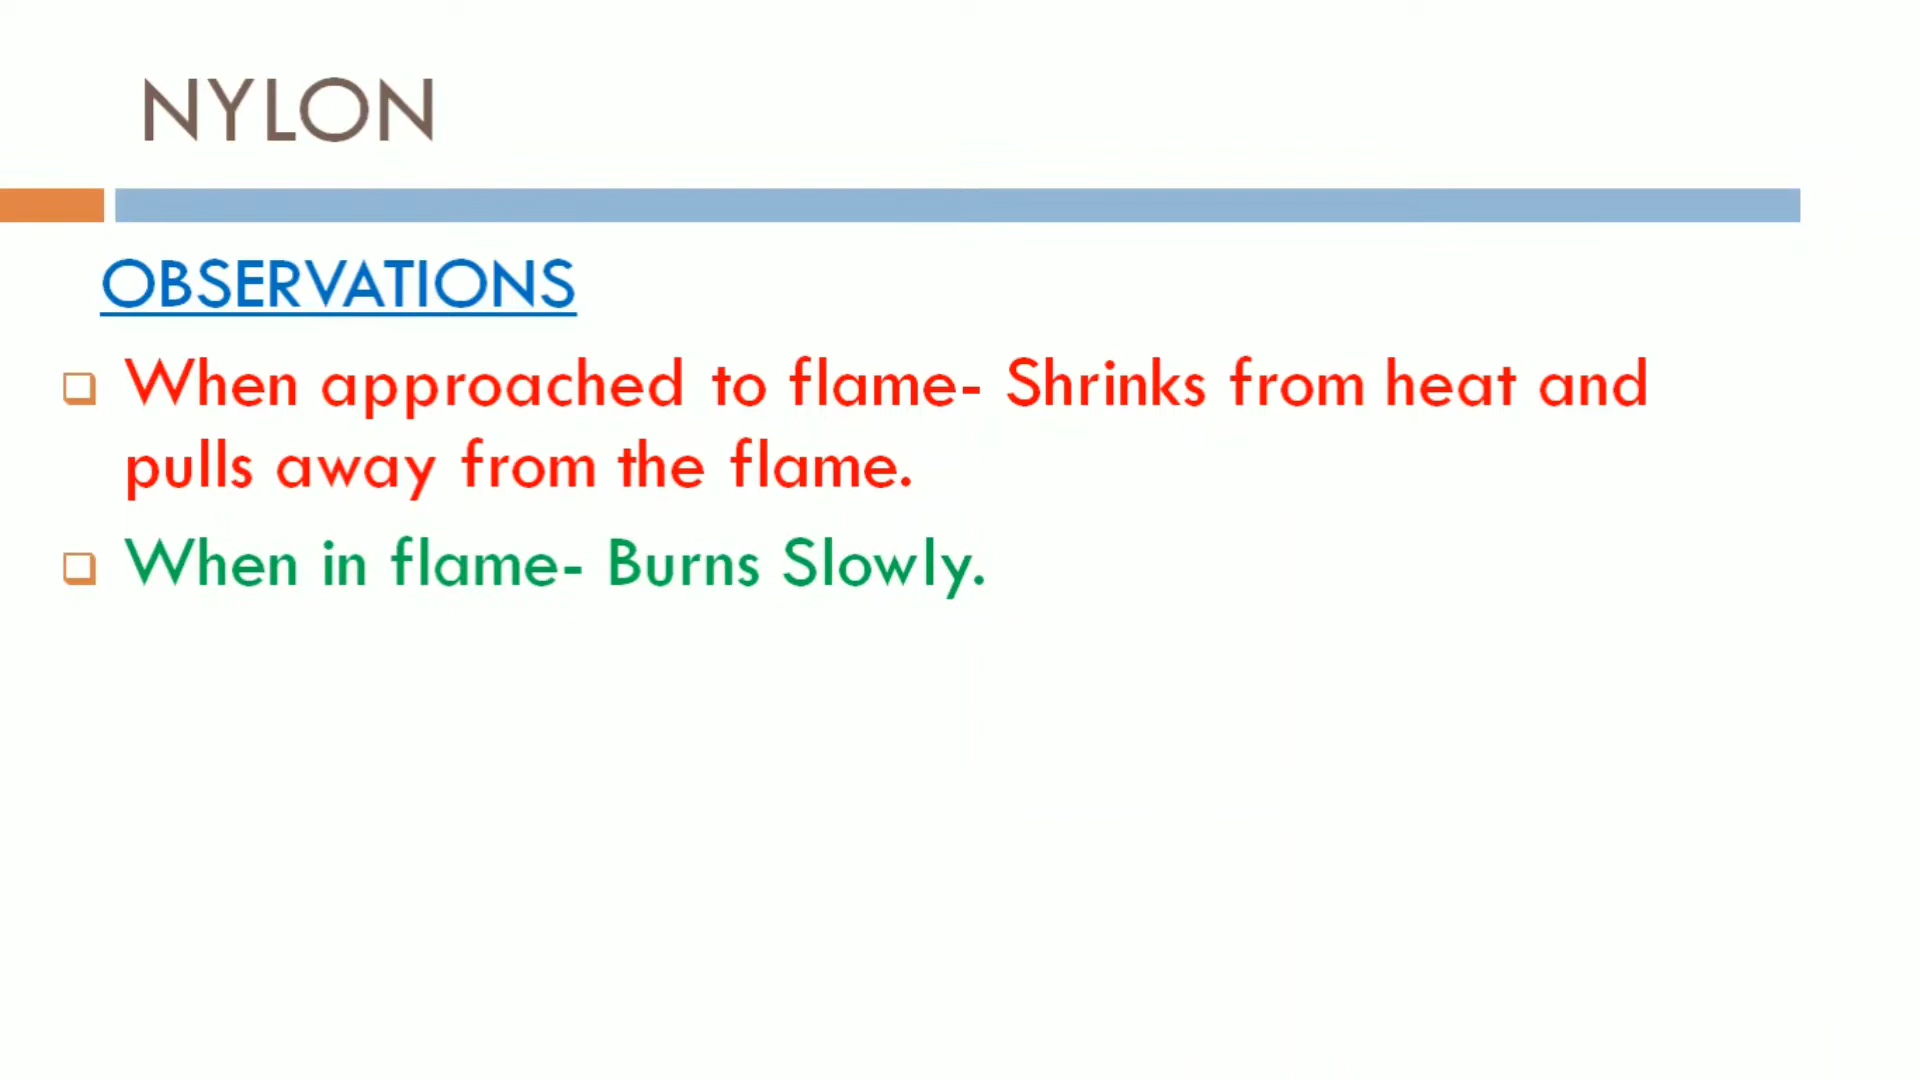 NYLON
OBSERVATIONS
When approached to flame- Shrinks from heat and
pulls away from the flame.
When in flame- Burns Slowly.